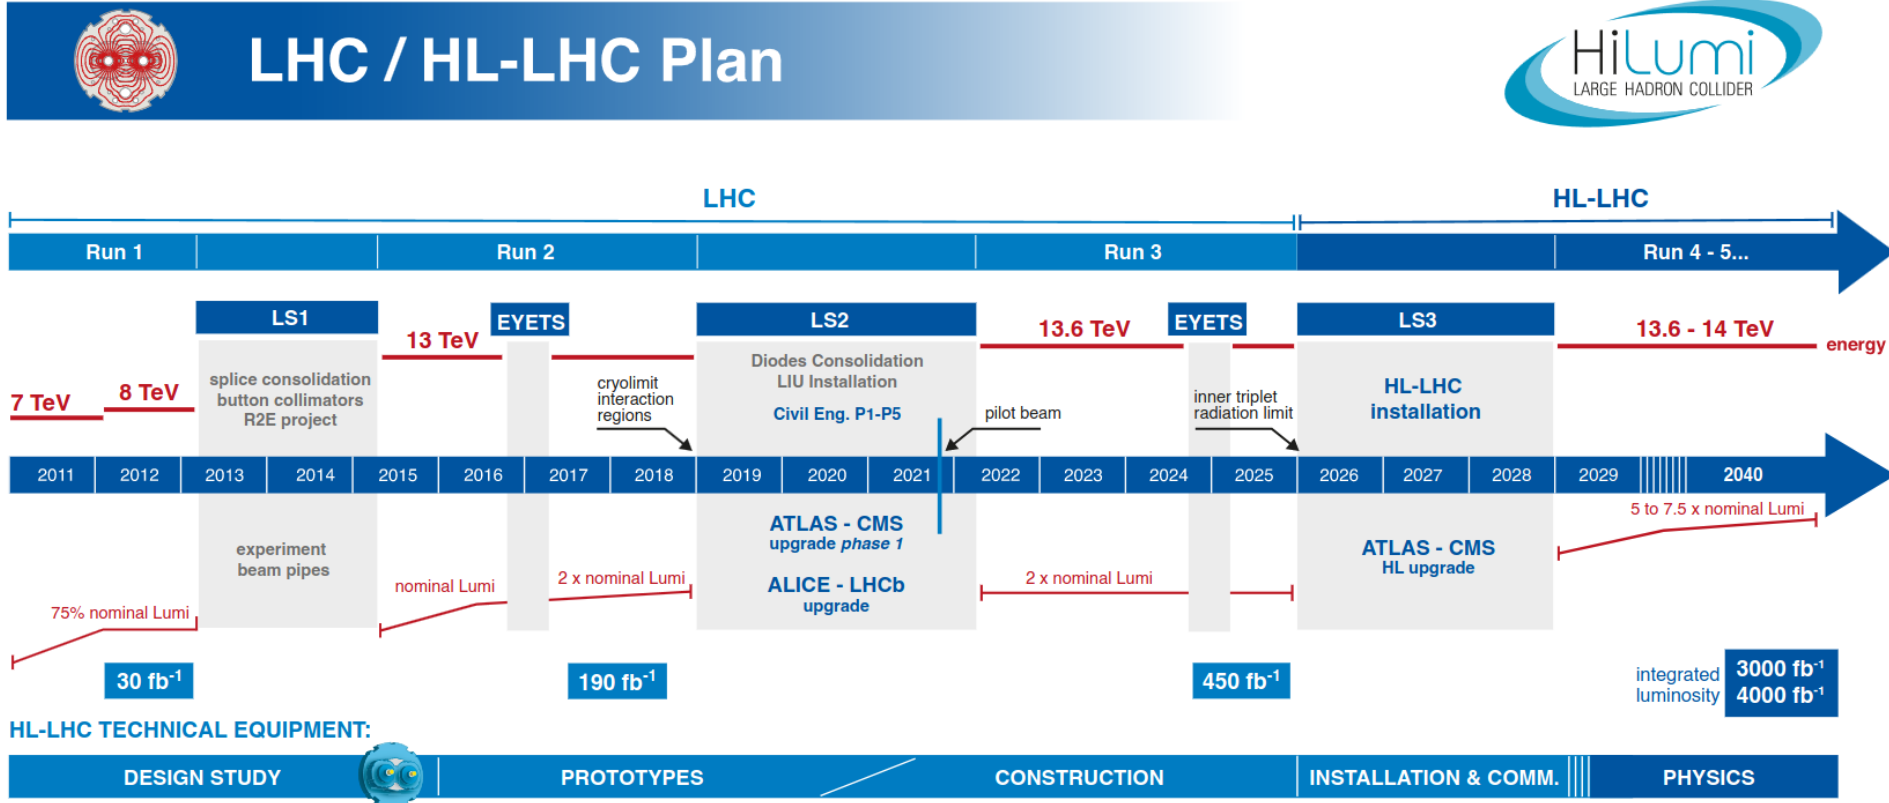 LHC / HL-LHC Plan
HiLumi
LARGE HADRON COLLIDER
LHC
HL-LHC
Run 1
Run 2
Run 3
Run 4 - 5...
LS1
EYETS
LS2
EYETS
LS3
13 TeV
13.6 TeV
13.6 - 14 TeV
energy
7 TeV
8 TeV
splice consolidation
button collimators
R2E project
cryolimit
interaction
regions
Diodes Consolidation
LIU Installation
Civil Eng. P1-P5
pilot beam
inner triplet
radiation limit
HL-LHC
installation
2011
2012
2013
2014
2015
2016
2017
2018
2019
2020
2021
2022
2023
2024
2025
2026
2027
2028
2029
2040
experiment
beam pipes
75% nominal Lumi
nominal Lumi
2 x nominal Lumi
ATLAS - CMS
upgrade phase 1
ALICE - LHCb
upgrade
2 x nominal Lumi
ATLAS - CMS
HL upgrade
5 to 7.5 x nominal Lumi
30 fb⁻¹
190 fb⁻¹
450 fb⁻¹
integrated
luminosity
3000 fb⁻¹
4000 fb⁻¹
HL-LHC TECHNICAL EQUIPMENT:
DESIGN STUDY
PROTOTYPES
CONSTRUCTION
INSTALLATION & COMM.
PHYSICS